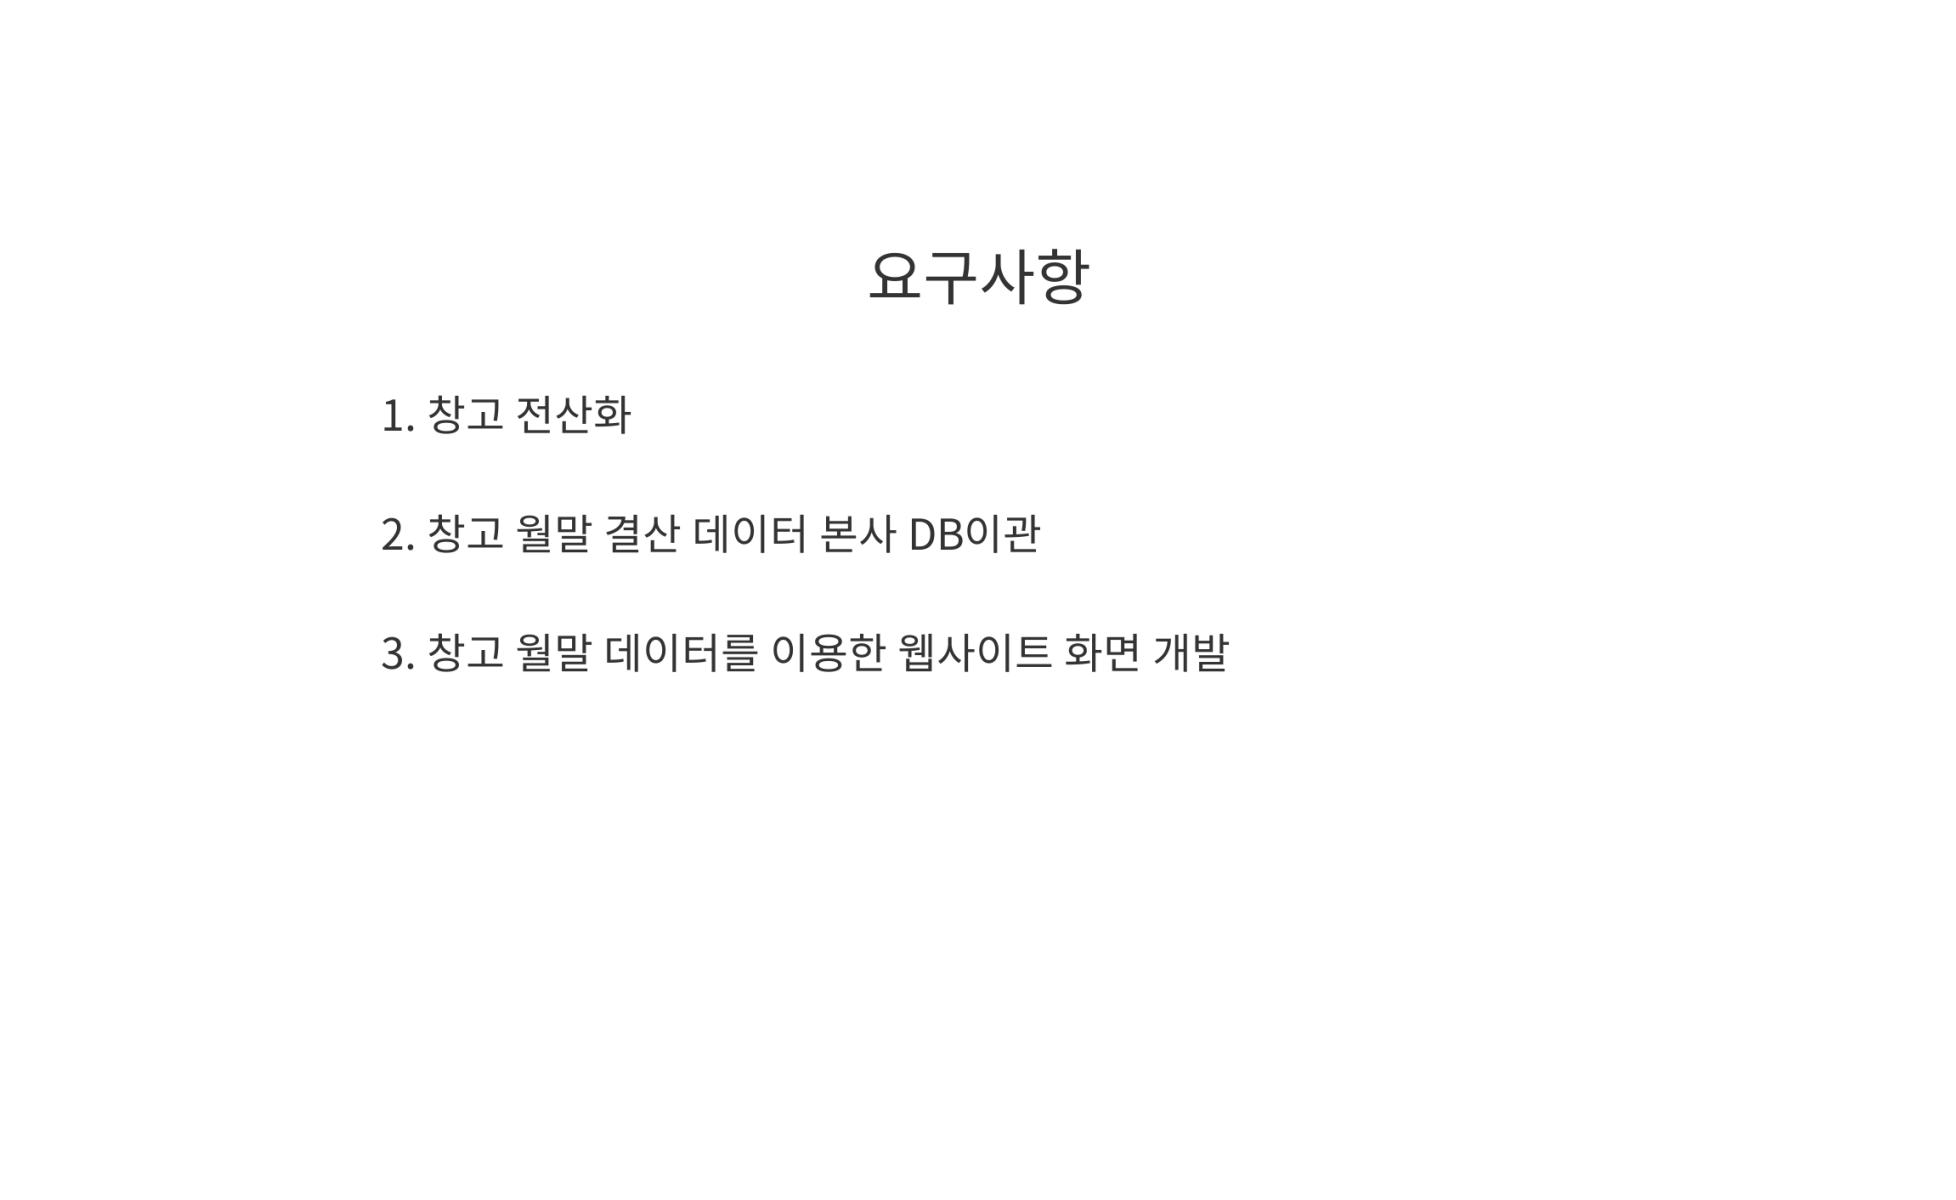 요구사항
1. 창고 전산화
2. 창고 월말 결산 데이터 본사 DB이관
3. 창고 월말 데이터를 이용한 웹사이트 화면 개발